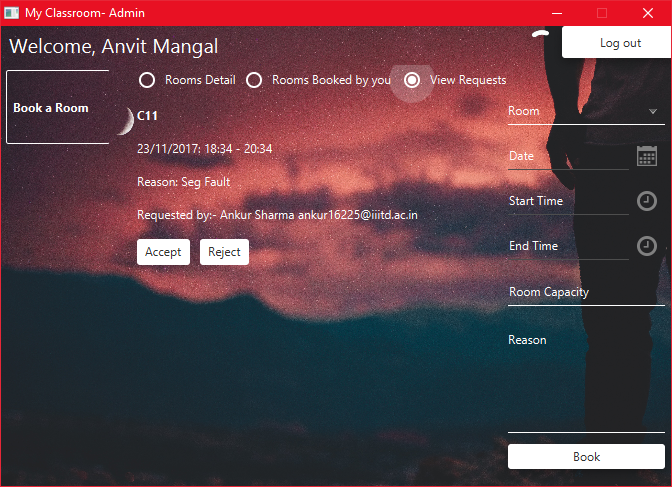 My Classroom- Admin
Welcome, Anvit Mangal
Log out
Book a Room
Rooms Detail
Rooms Booked by you
View Requests
C11
23/11/2017: 18:34 - 20:34
Reason: Seg Fault
Requested by:- Ankur Sharma ankur16225@iiitd.ac.in
Accept
Reject
Room
Date
Start Time
End Time
Room Capacity
Reason
Book